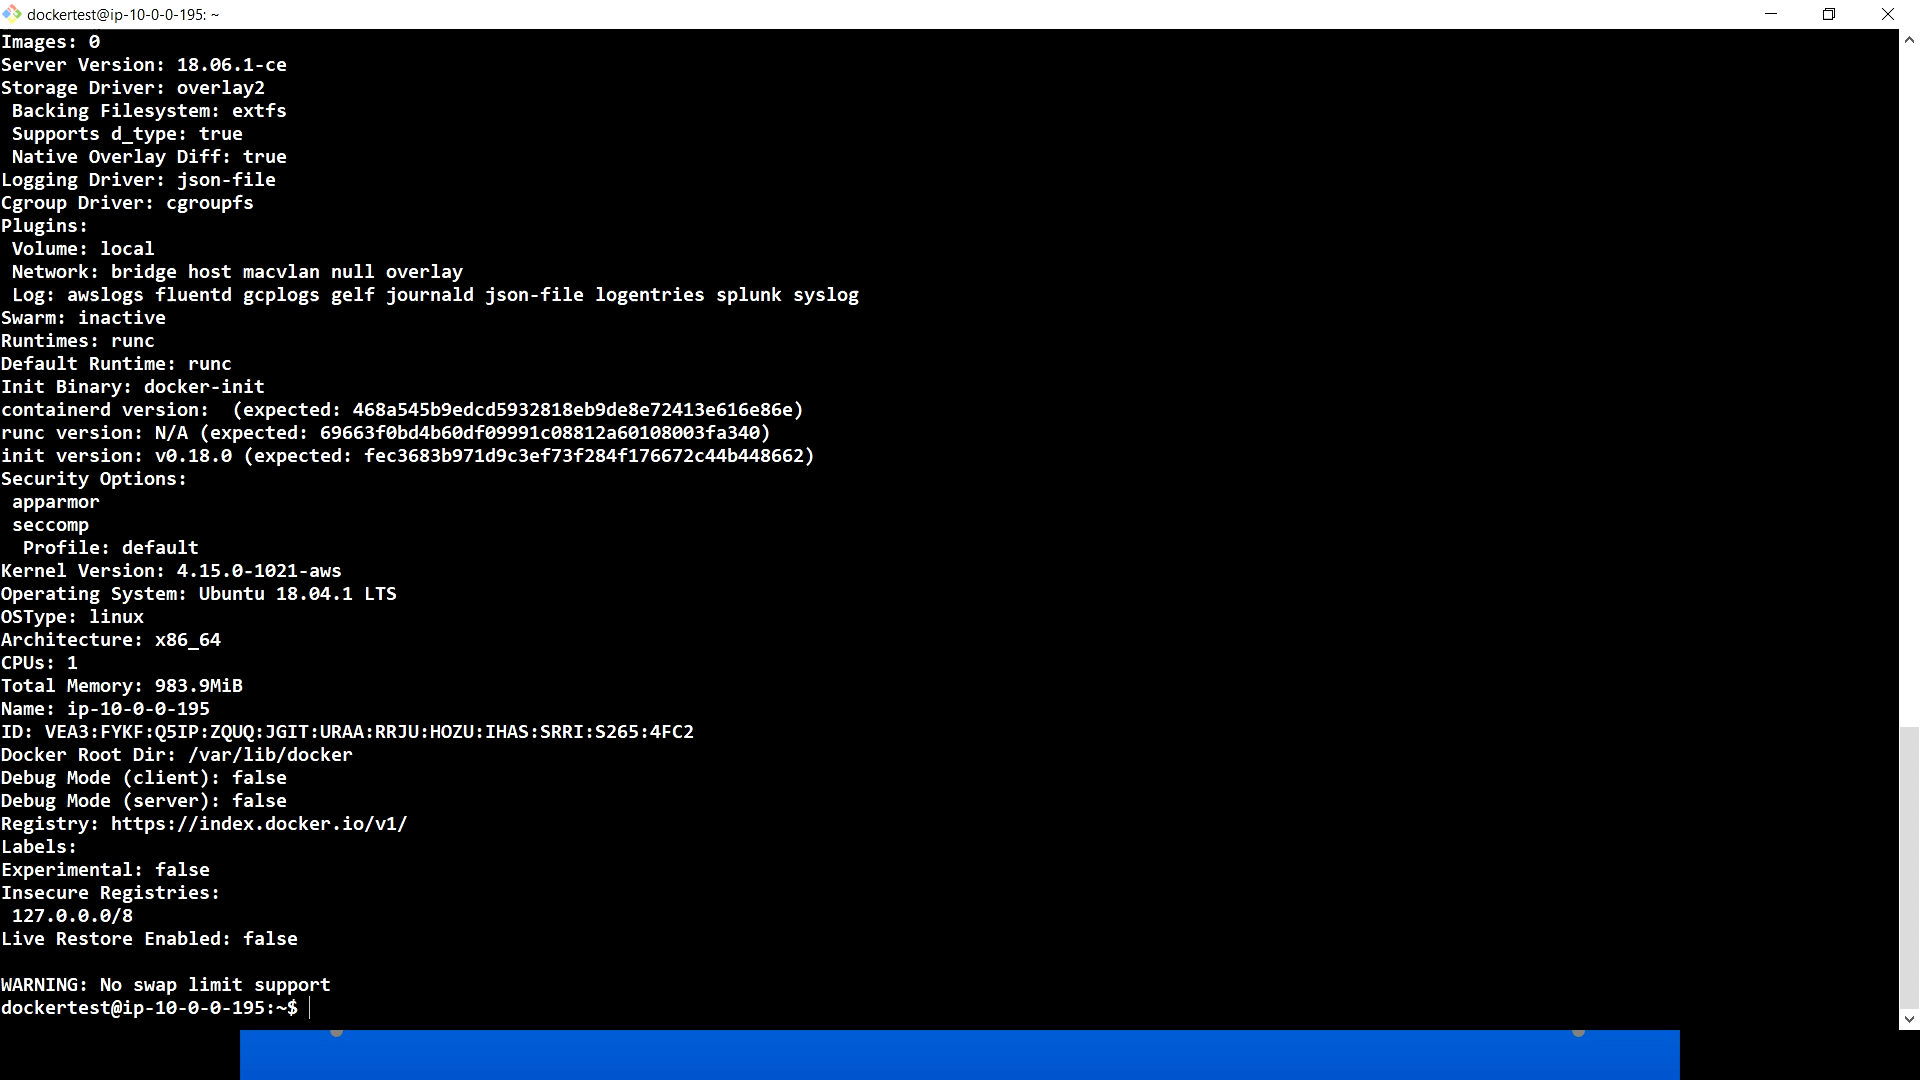 dockertest@ip-10-0-0-195: ~
Images: 0
Server Version: 18.06.1-ce
Storage Driver: overlay2
 Backing Filesystem: extfs
 Supports d_type: true
 Native Overlay Diff: true
Logging Driver: json-file
Cgroup Driver: cgroupfs
Plugins:
 Volume: local
 Network: bridge host macvlan null overlay
 Log: awslogs fluentd gcplogs gelf journald json-file logentries splunk syslog
Swarm: inactive
Runtimes: runc
Default Runtime: runc
Init Binary: docker-init
containerd version:  (expected: 468a545b9edcd5932818eb9de8e72413e616e86e)
runc version: N/A (expected: 69663f0bd4b60df09991c08812a60108003fa340)
init version: v0.18.0 (expected: fec3683b971d9c3ef73f284f176672c44b448662)
Security Options:
 apparmor
 seccomp
  Profile: default
Kernel Version: 4.15.0-1021-aws
Operating System: Ubuntu 18.04.1 LTS
OSType: linux
Architecture: x86_64
CPUs: 1
Total Memory: 983.9MiB
Name: ip-10-0-0-195
ID: VEA3:FYKF:Q5IP:ZQUQ:JGIT:URAA:RRJU:HOZU:IHAS:SRRI:S265:4FC2
Docker Root Dir: /var/lib/docker
Debug Mode (client): false
Debug Mode (server): false
Registry: https://index.docker.io/v1/
Labels:
Experimental: false
Insecure Registries:
 127.0.0.0/8
Live Restore Enabled: false

WARNING: No swap limit support
dockertest@ip-10-0-0-195:~$